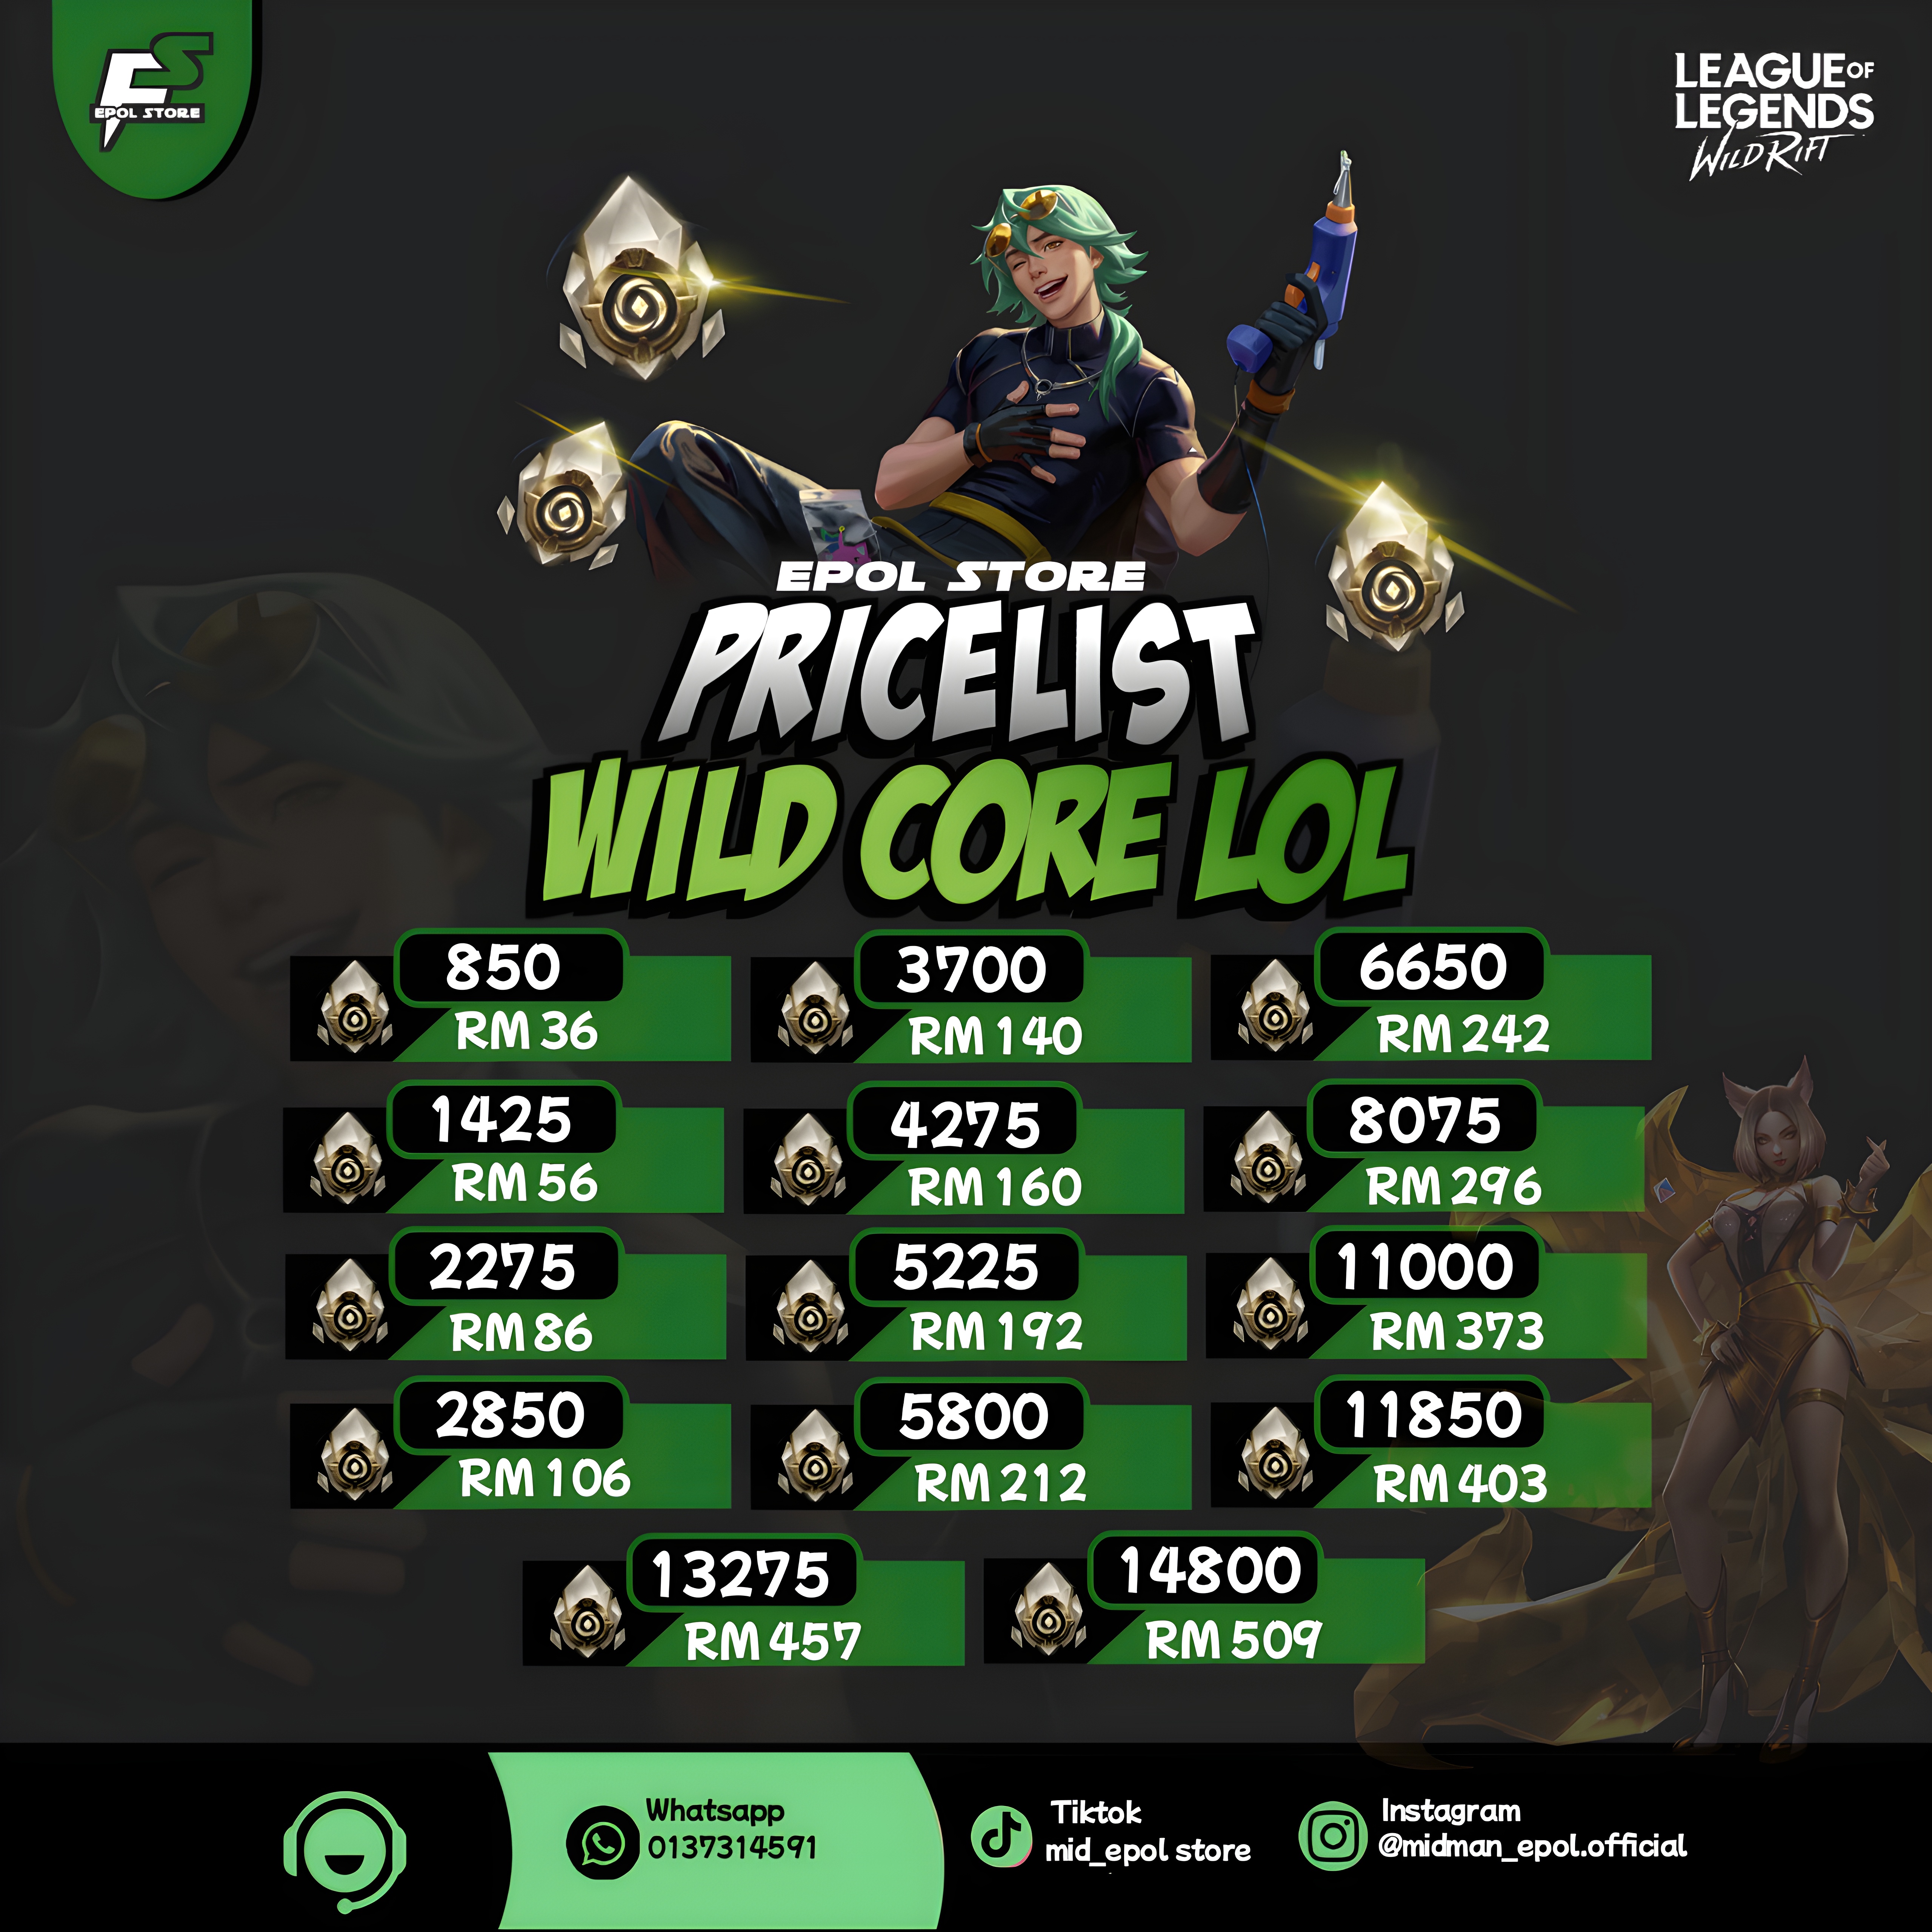 ES
EPOL STORE
LEAGUE OF
LEGENDS
WILD RIFT
EPOL STORE
PRICELIST
WILD CORE LOL
850
RM 36
3700
RM 140
6650
RM 242
1425
RM 56
4275
RM 160
8075
RM 296
2275
RM 86
5225
RM 192
11000
RM 373
2850
RM 106
5800
RM 212
11850
RM 403
13275
RM 457
14800
RM 509
Whatsapp
0137314591
Tiktok
mid_epol store
Instagram
@midman_epol.official